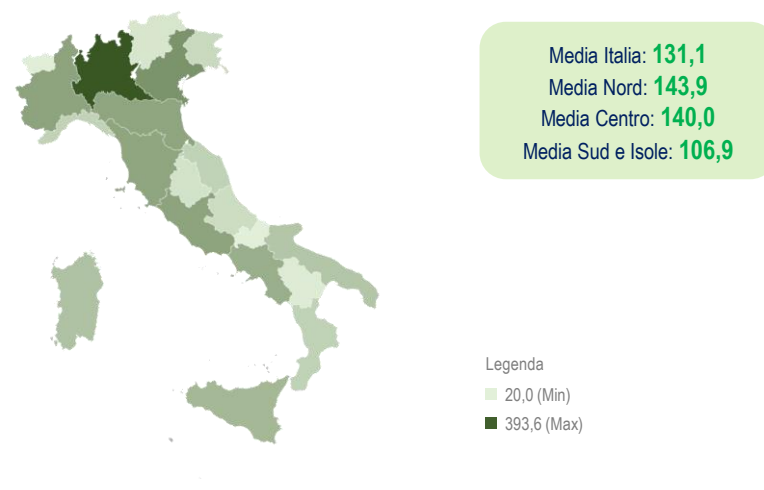 Media Italia: 131,1
Media Nord: 143,9
Media Centro: 140,0
Media Sud e Isole: 106,9
Legenda
20,0 (Min)
393,6 (Max)